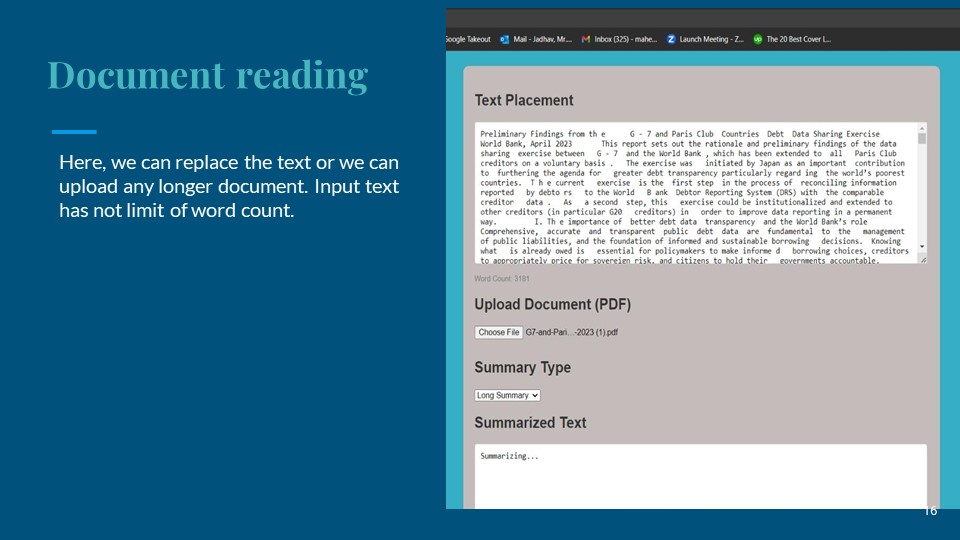 Document reading
Here, we can replace the text or we can
upload any longer document. Input text
has not limit of word count.
Google Takeout Mail - Jadhav, Mr.... Inbox (325) - mahe... Launch Meeting - Z... The 20 Best Cover L...
Text Placement
Preliminary Findings from th e G - 7 and Paris Club Countries Debt Data Sharing Exercise
World Bank, April 2023 This report sets out the rationale and preliminary findings of the data
sharing exercise between G - 7 and the World Bank , which has been extended to all Paris Club
creditors on a voluntary basis . The exercise was initiated by Japan as an important contribution
to furthering the agenda for greater debt transparency particularly regard ing the world's poorest
countries. T h e current exercise is the first step in the process of reconciling information
reported by debto rs to the World B ank Debtor Reporting System (DRS) with the comparable
creditor data . As a second step, this exercise could be institutionalized and extended to
other creditors (in particular G20 creditors) in order to improve data reporting in a permanent
way. I. Th e importance of better debt data transparency and the World Bank's role
Comprehensive, accurate and transparent public debt data are fundamental to the management
of public liabilities, and the foundation of informed and sustainable borrowing decisions. Knowing
what is already owed is essential for policymakers to make informe d borrowing choices, creditors
to appropriately price for sovereign risk, and citizens to hold their governments accountable.
Word Count: 3181
Upload Document (PDF)
Choose File G7-and-Pari...-2023 (1).pdf
Summary Type
Long Summary
Summarized Text
Summarizing...
16